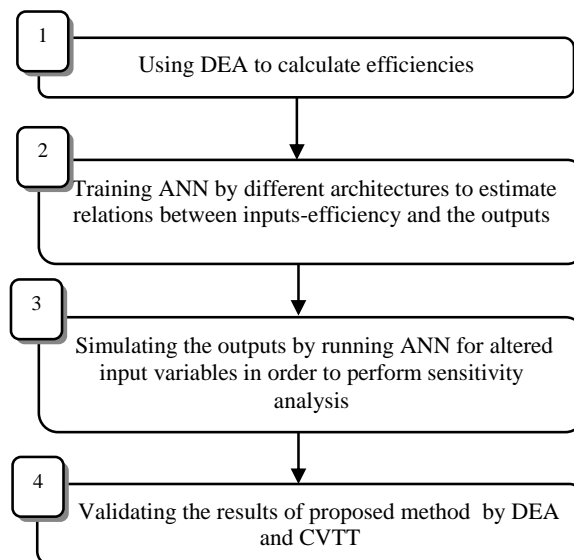 1
Using DEA to calculate efficiencies
2
Training ANN by different architectures to estimate
relations between inputs-efficiency and the outputs
3
Simulating the outputs by running ANN for altered
input variables in order to perform sensitivity
analysis
4
Validating the results of proposed method by DEA
and CVTT